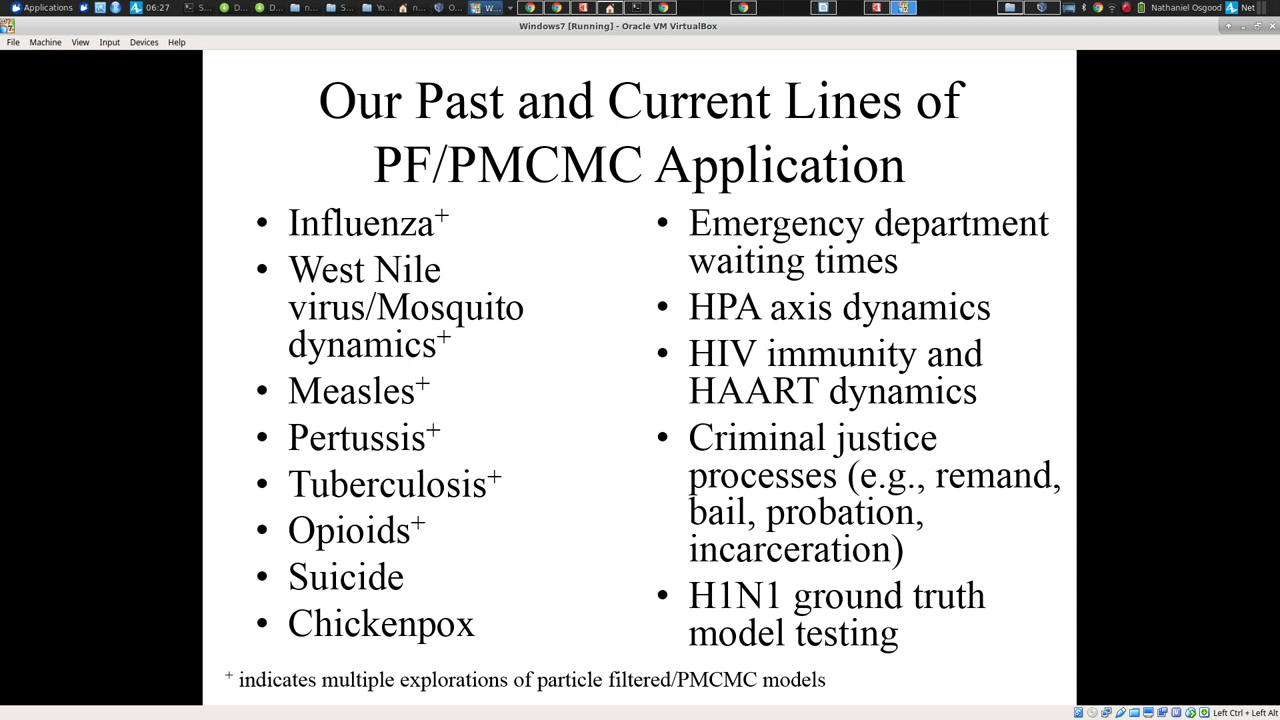 Applications
06:27
S...
D...
D...
n...
S...
Yo...
n...
O...
W...
Nathaniel Osgood
Net
Windows7 [Running] - Oracle VM VirtualBox
File Machine View Input Devices Help
Our Past and Current Lines of
PF/PMCMC Application
• Influenza+
• West Nile
virus/Mosquito
dynamics+
• Measles+
• Pertussis+
• Tuberculosis+
• Opioids+
• Suicide
• Chickenpox
• Emergency department
waiting times
• HPA axis dynamics
• HIV immunity and
HAART dynamics
• Criminal justice
processes (e.g., remand,
bail, probation,
incarceration)
• H1N1 ground truth
model testing
+ indicates multiple explorations of particle filtered/PMCMC models
Left Ctrl + Left Alt